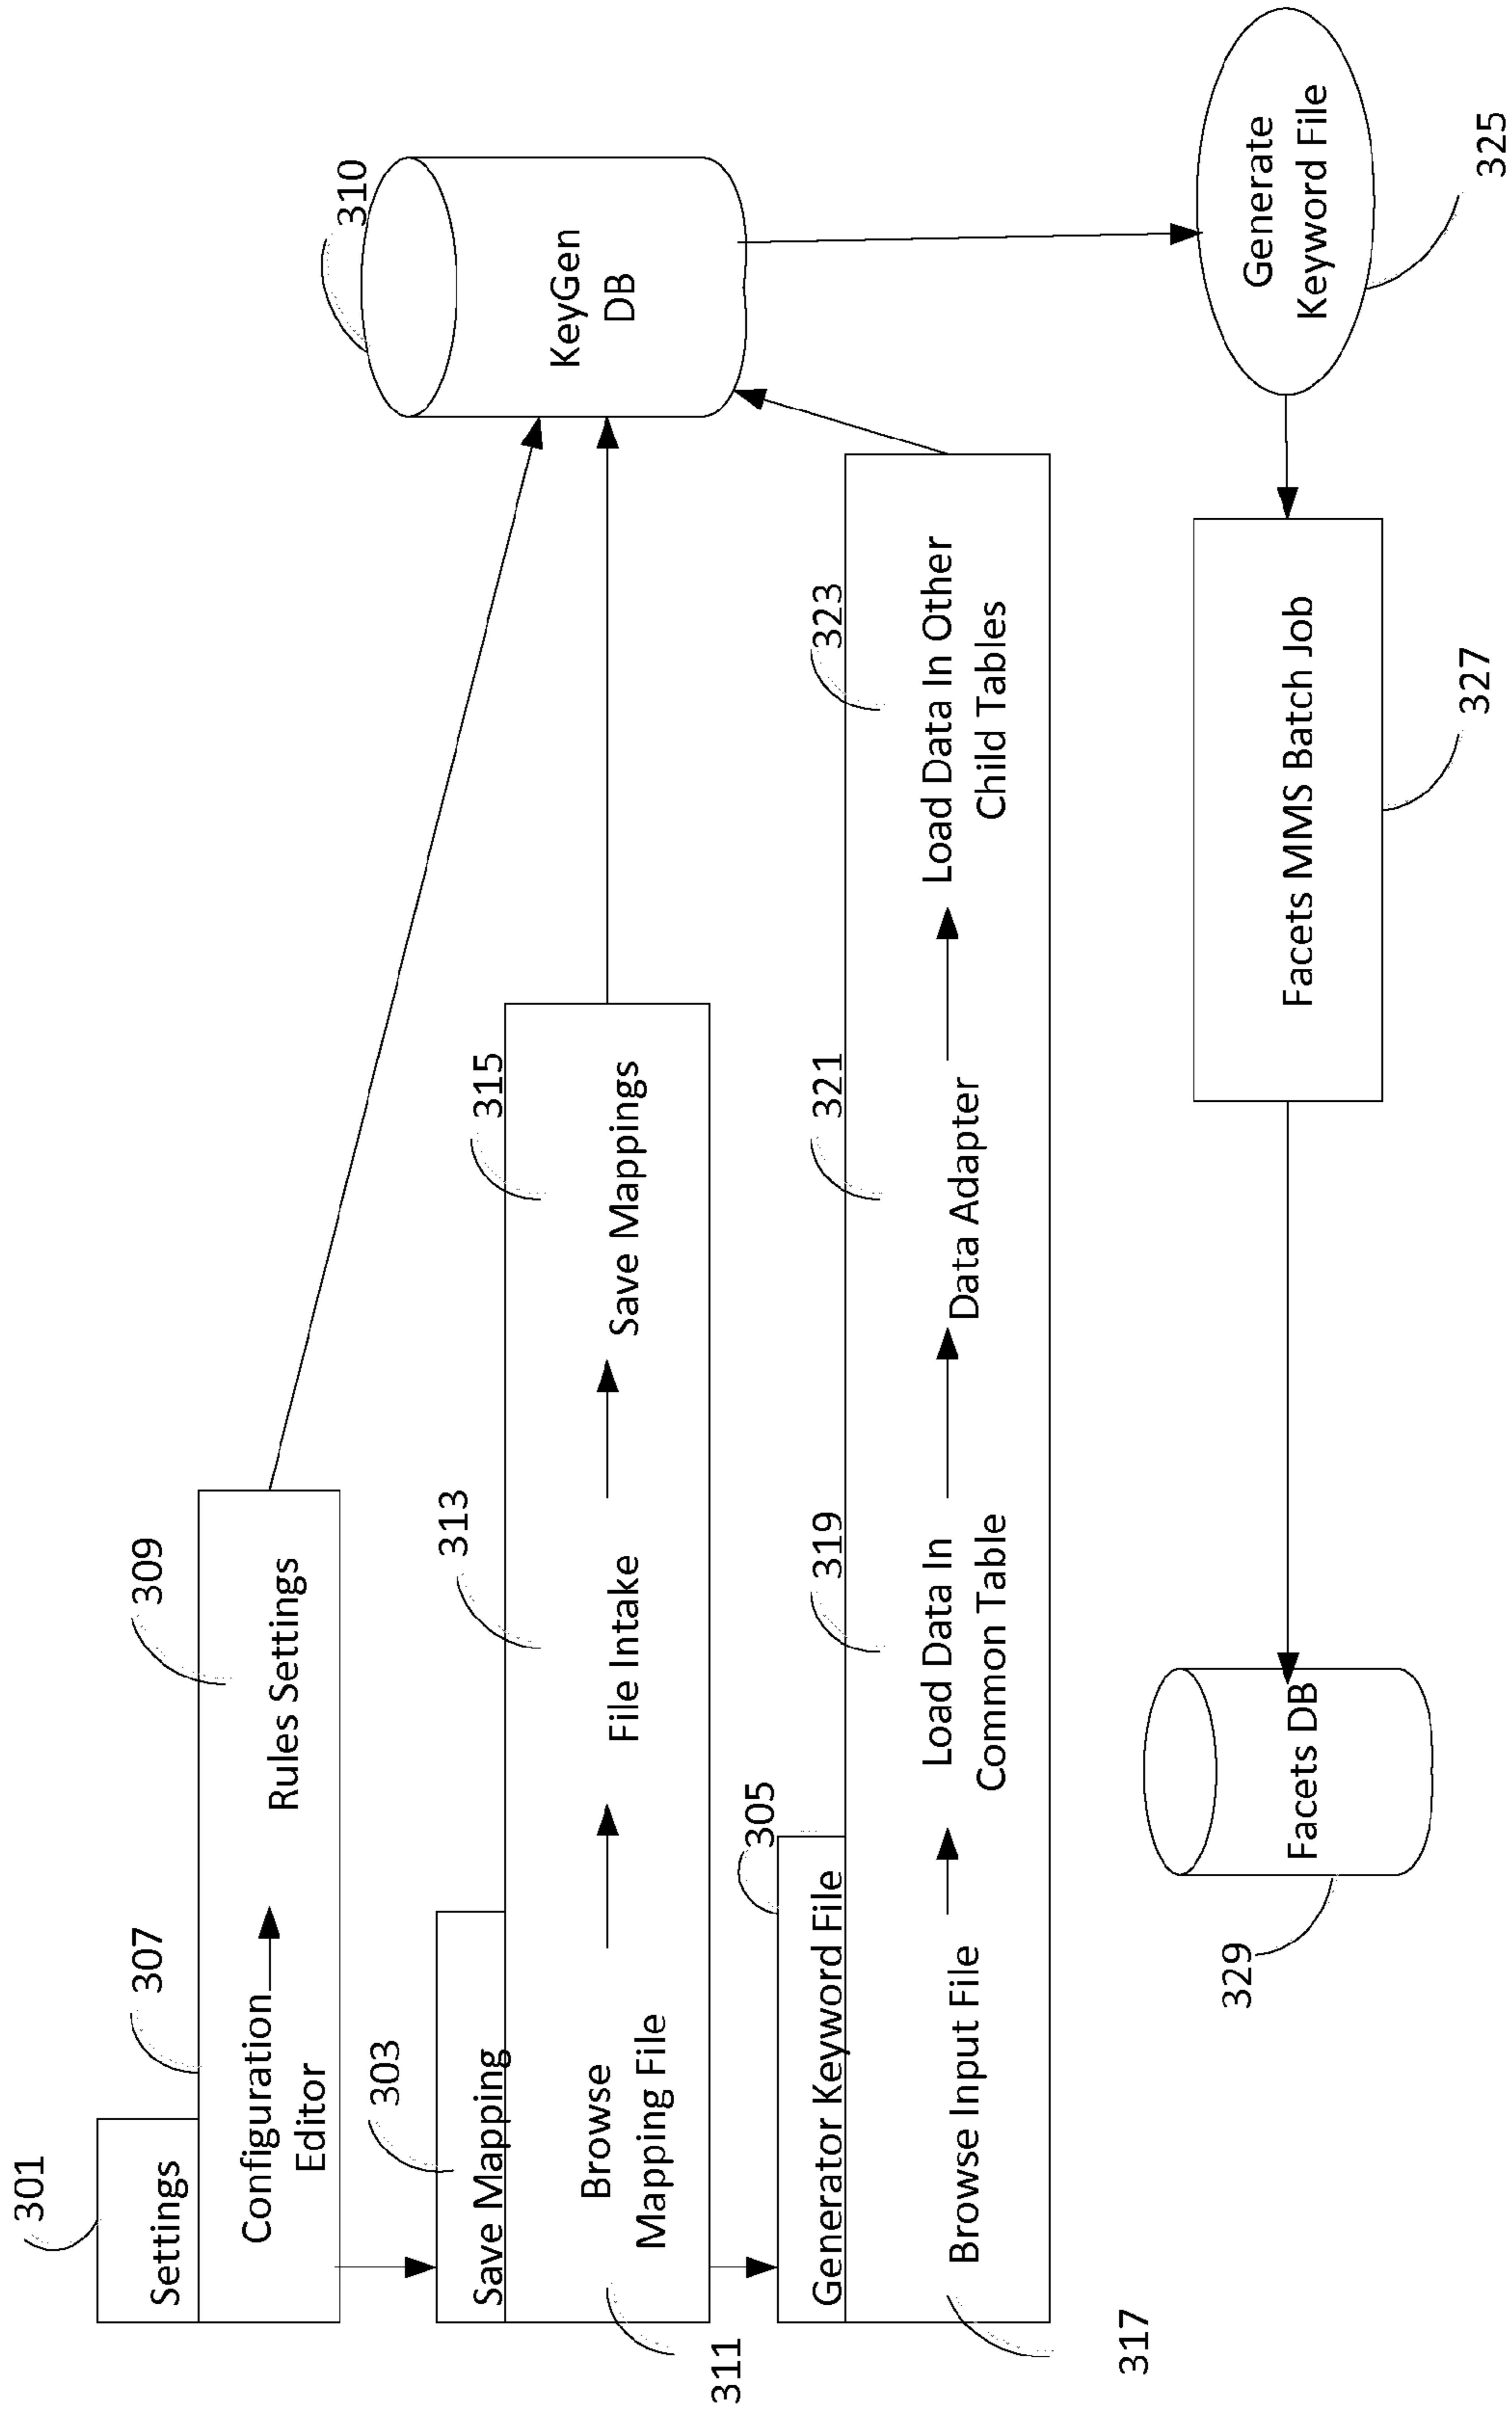 301
Settings
307
309
Configuration
Editor
Rules Settings
310
KeyGen
DB
303
Save Mapping
313
315
Browse
Mapping File
File Intake
Save Mappings
311
305
Generator Keyword File
319
321
323
Browse Input File
Load Data In
Common Table
Data Adapter
Load Data In Other
Child Tables
317
329
Facets DB
Facets MMS Batch Job
327
Generate
Keyword File
325